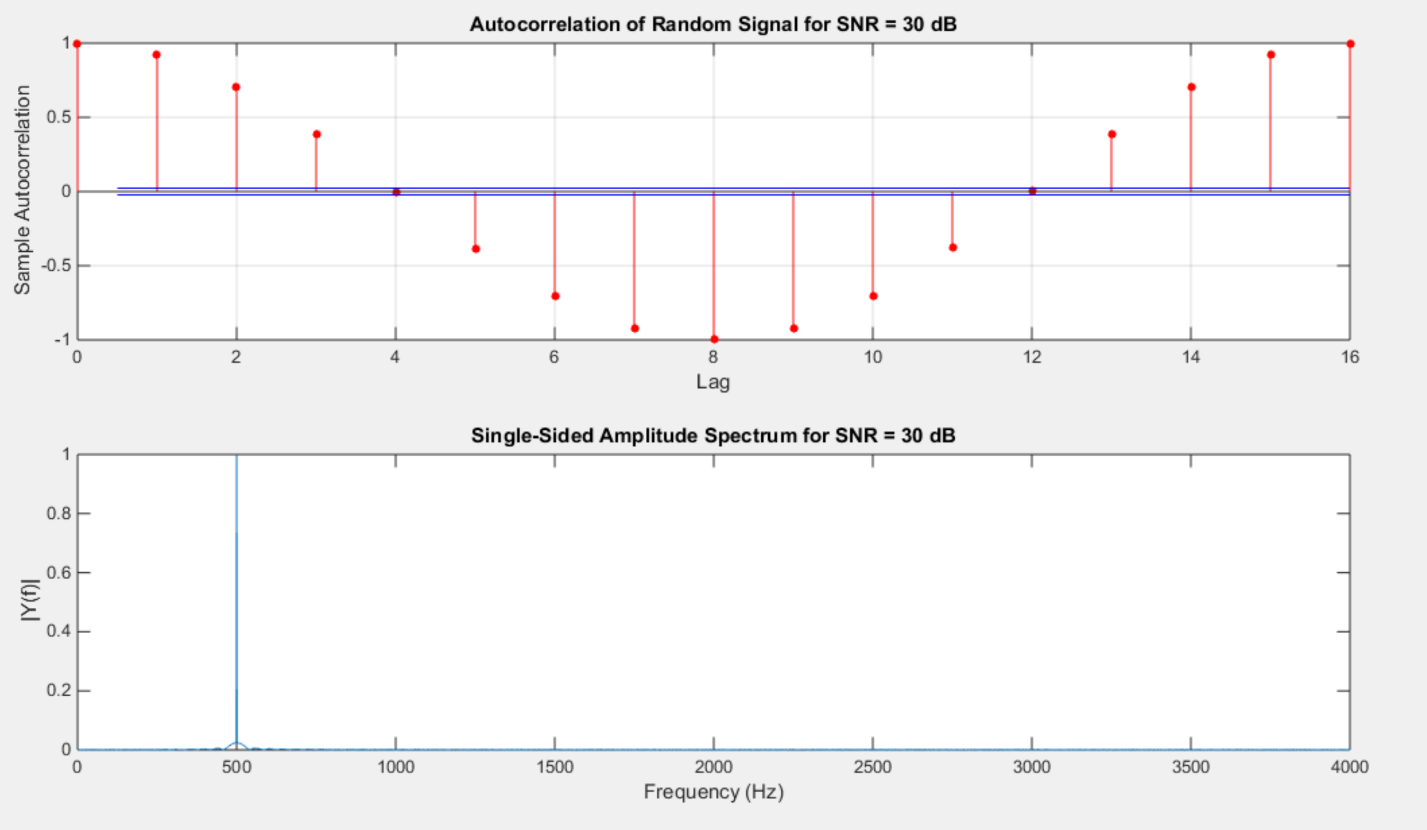 Autocorrelation of Random Signal for SNR = 30 dB
Sample Autocorrelation
1
0.5
0
-0.5
-1
0 2 4 6 8 10 12 14 16
Lag
Single-Sided Amplitude Spectrum for SNR = 30 dB
|Y(f)|
1
0.8
0.6
0.4
0.2
0
0 500 1000 1500 2000 2500 3000 3500 4000
Frequency (Hz)